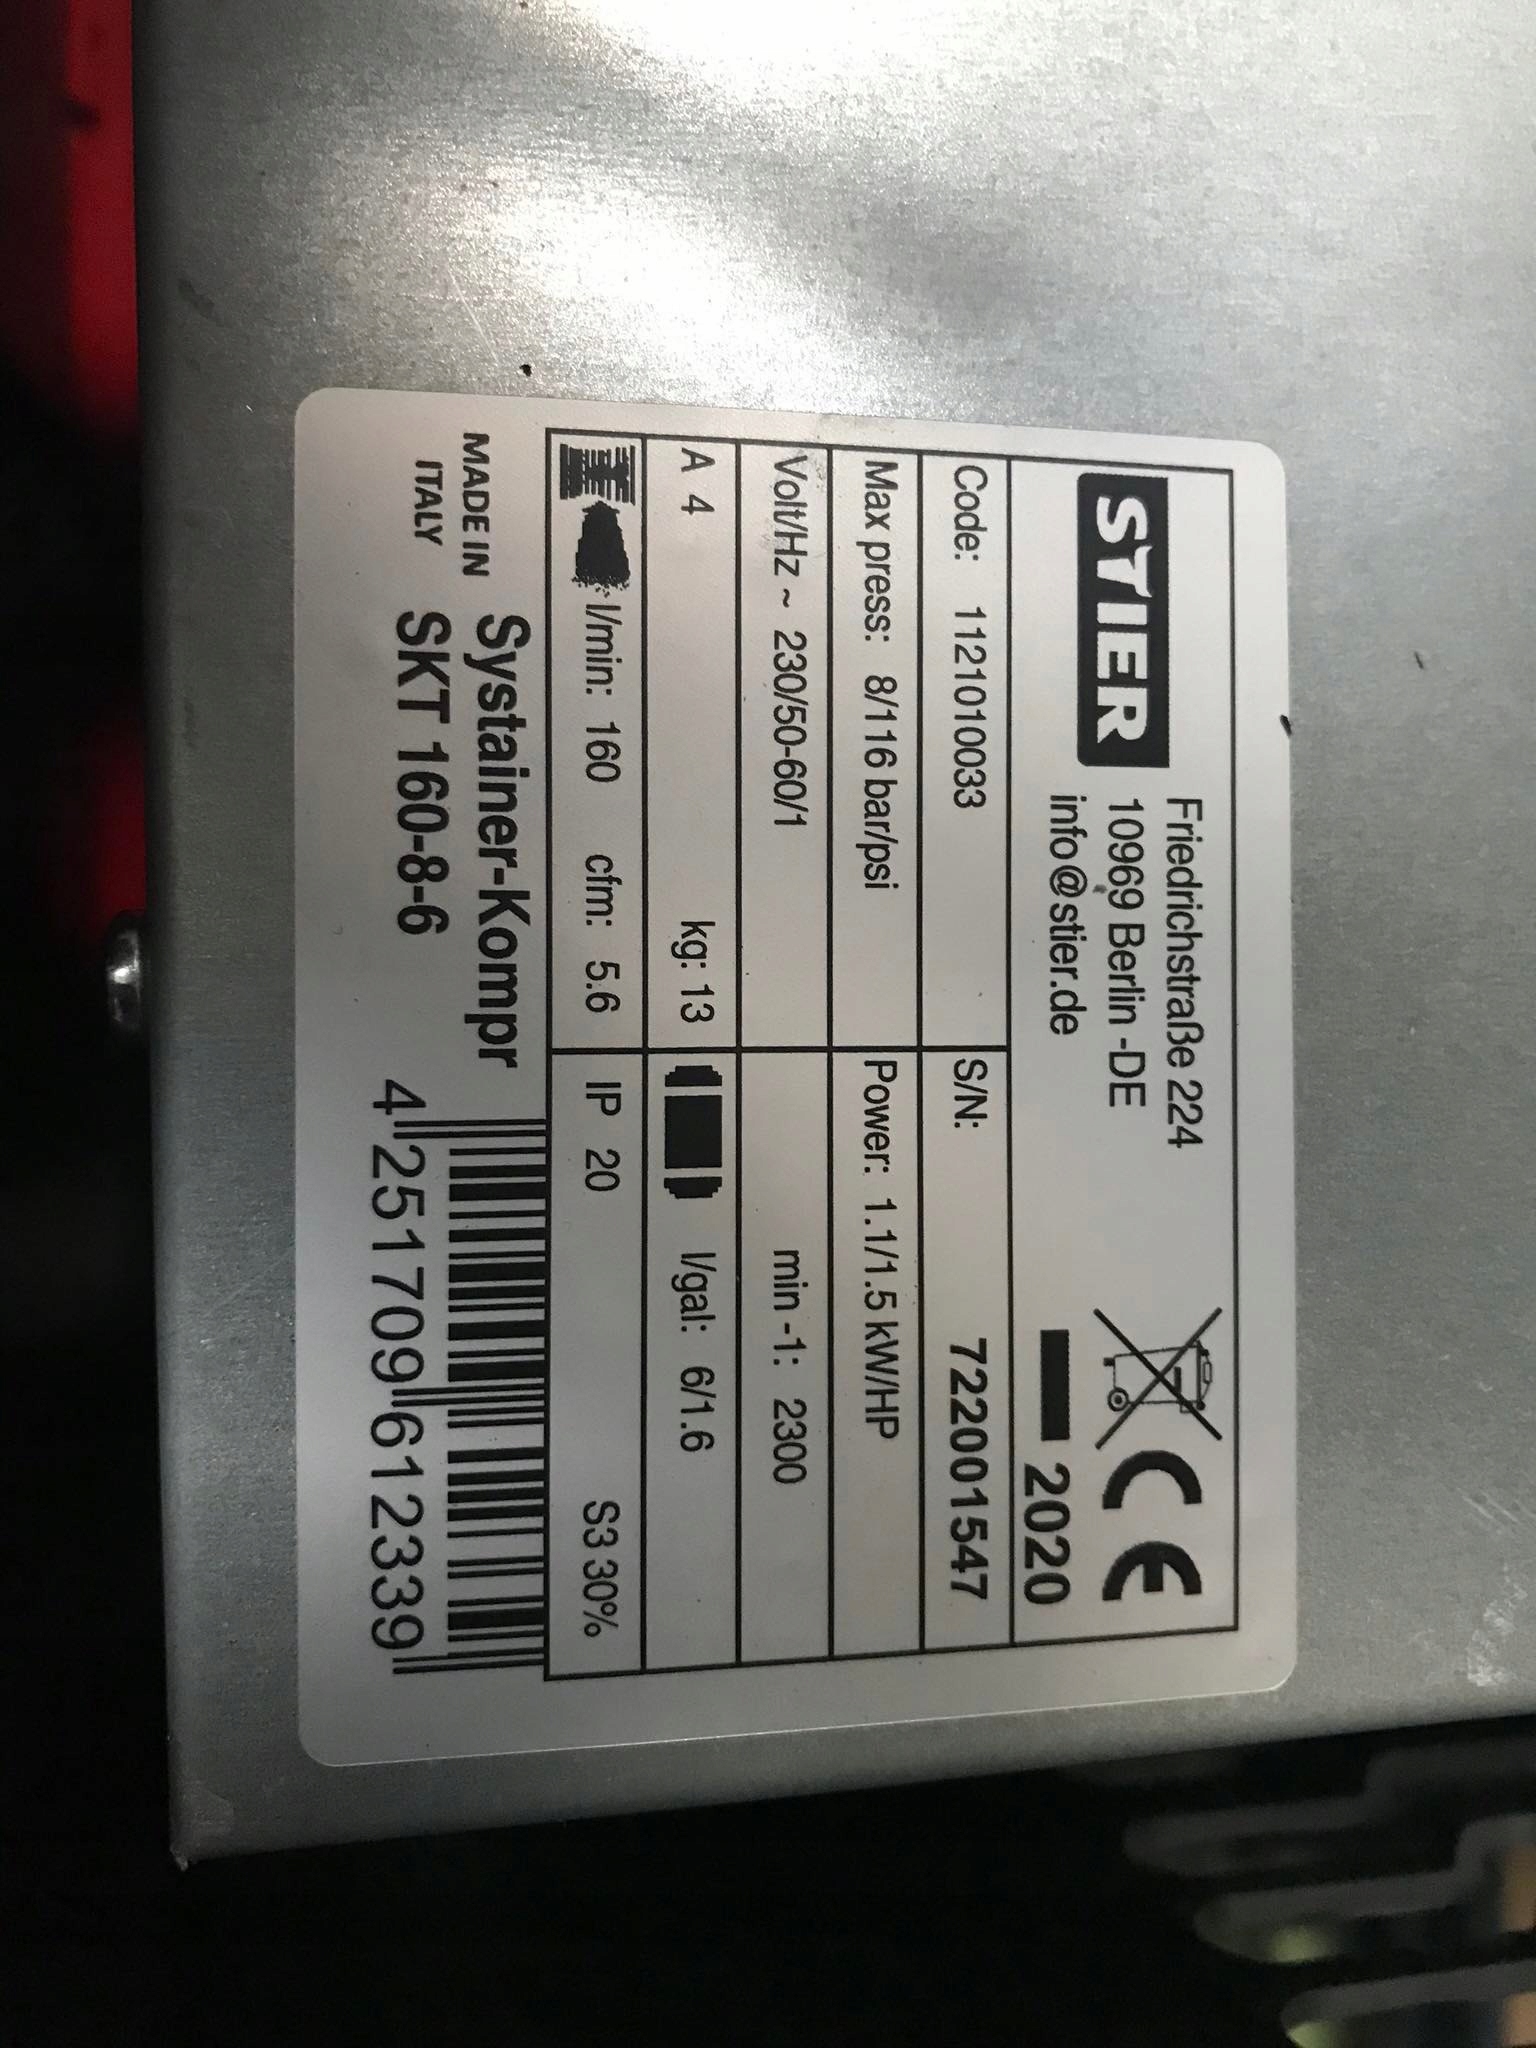 STIER
Friedrichstraße 224
10969 Berlin -DE
info@stier.de
CE
2020
Code: 1121010033 S/N: 722001547
Max press: 8/116 bar/psi Power: 1.1/1.5 kW/HP
Volt/Hz ~ 230/50-60/1 min -1: 2300
A 4 kg: 13 l/gal: 6/1.6
l/min: 160 cfm: 5.6 IP 20 S3 30%
MADE IN
ITALY
Systainer-Kompr
SKT 160-8-6
4 251709 612339